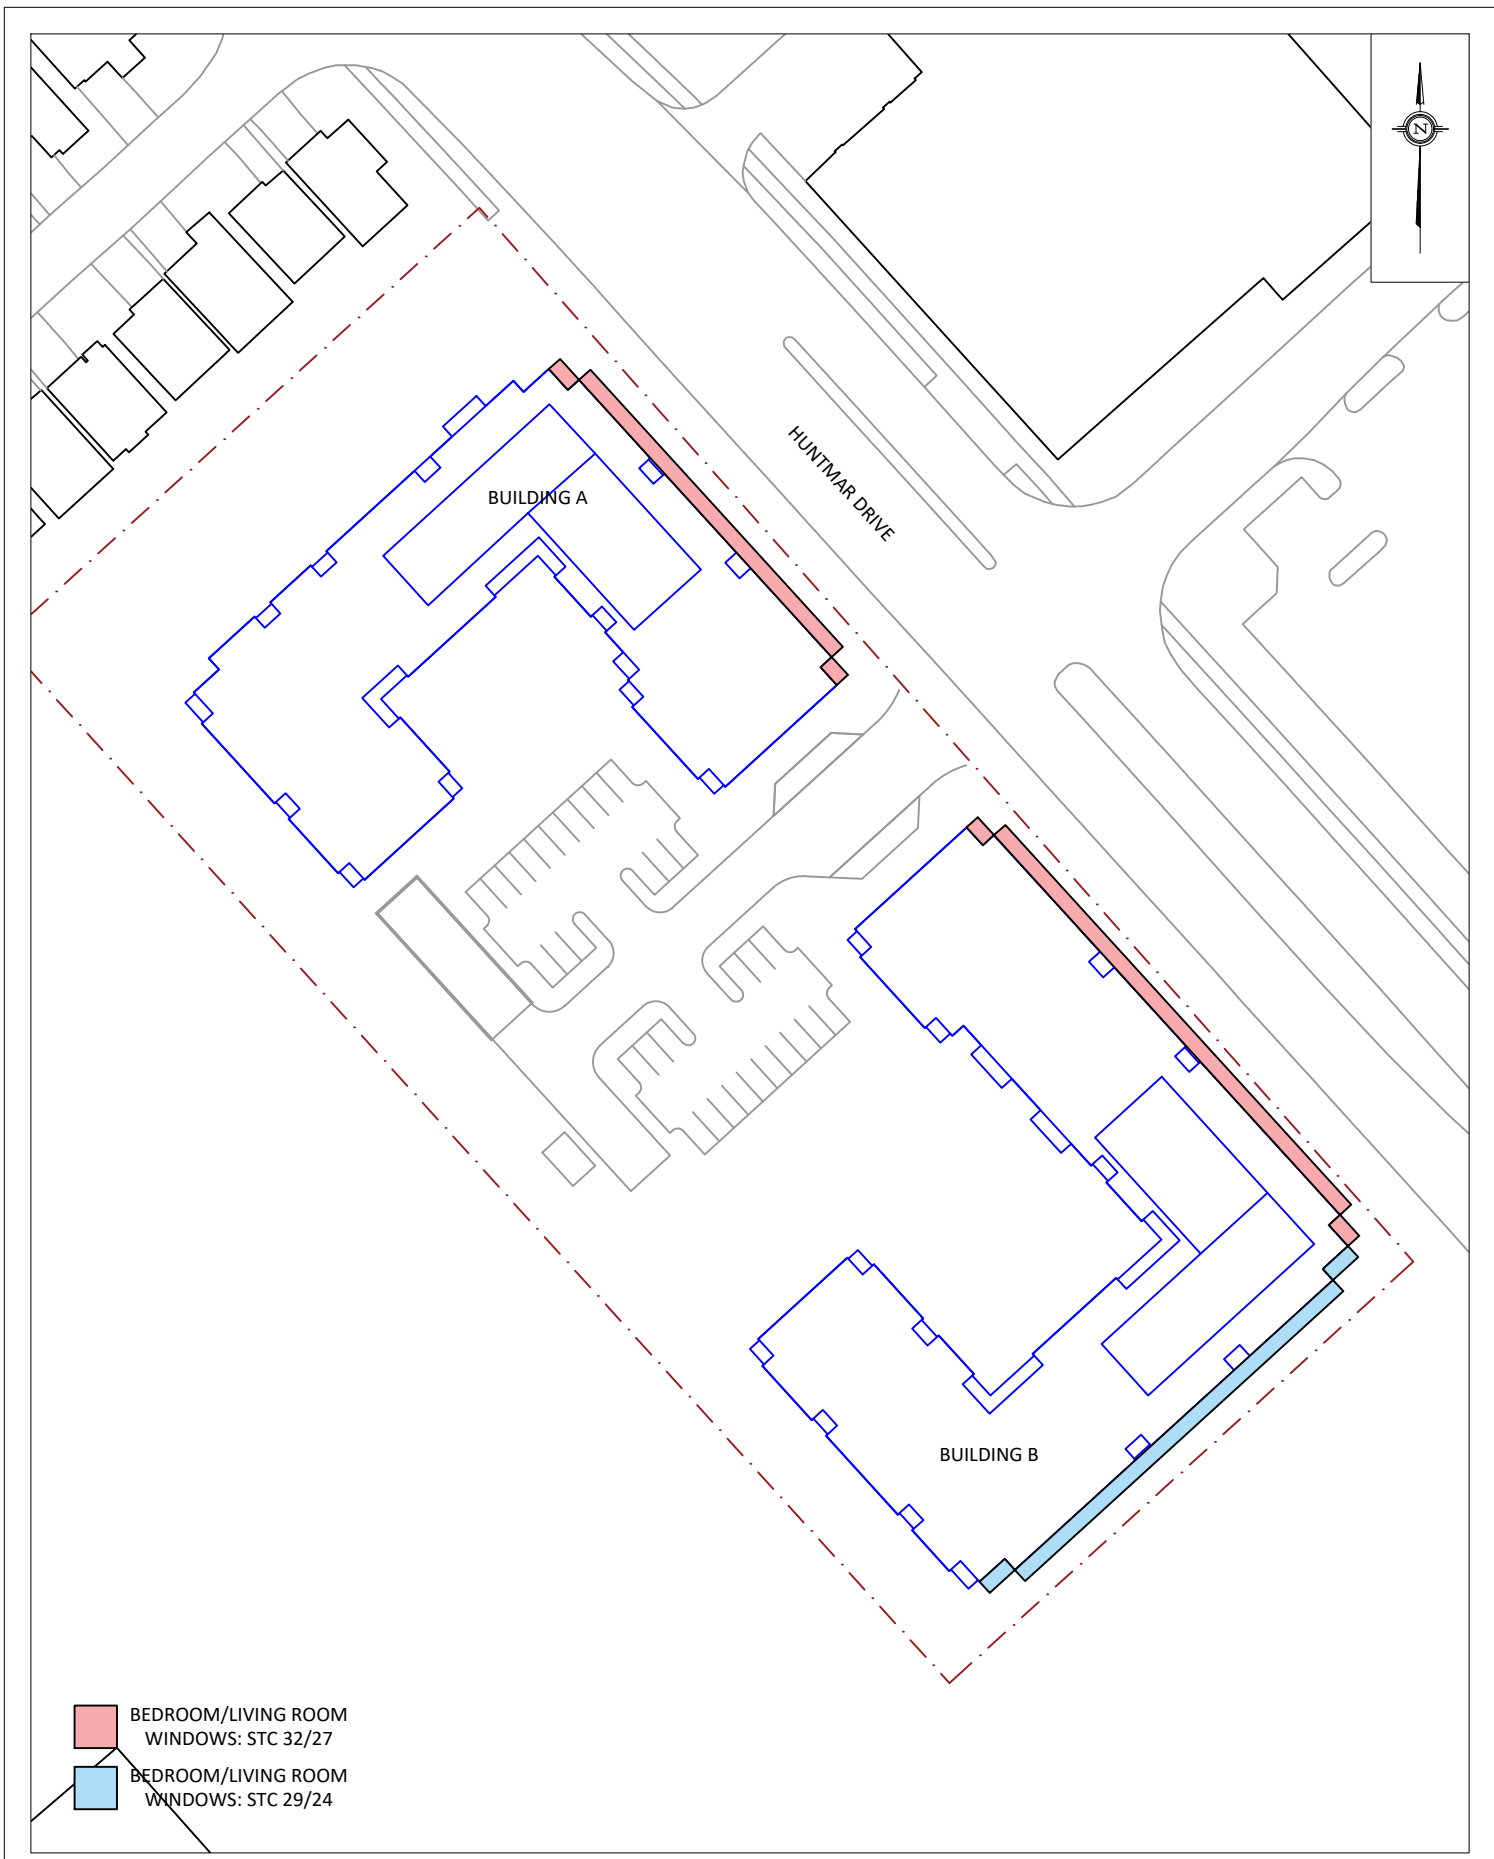 N
HUNTMAR DRIVE
BUILDING A
BUILDING B
BEDROOM/LIVING ROOM
WINDOWS: STC 32/27
BEDROOM/LIVING ROOM
WINDOWS: STC 29/24